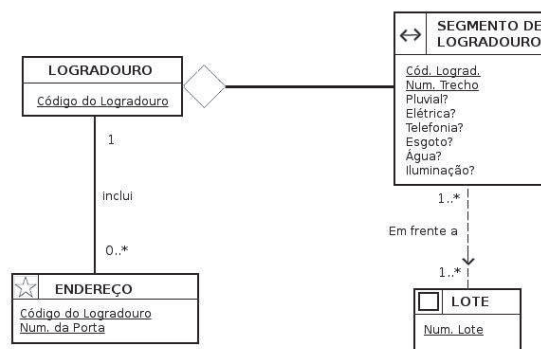 SEGMENTO DE
LOGRADOURO
LOGRADOURO
Código do Logradouro
Cód. Lograd.
Num. Trecho
Pluvial?
Elétrica?
Telefonia?
Esgoto?
Água?
Iluminação?
1
inclui
0..*
1..*
Em frente a
1..*
ENDEREÇO
Código do Logradouro
Num. da Porta
LOTE
Num. Lote